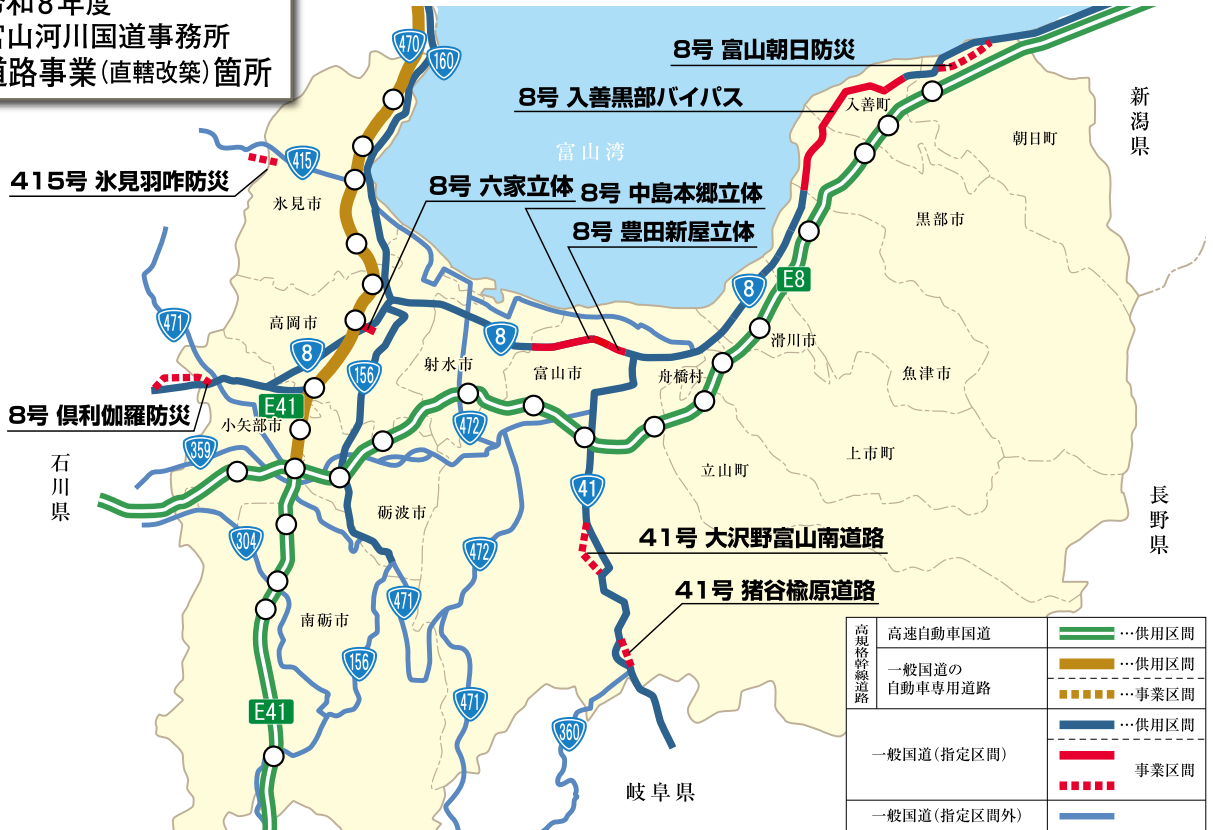 令和8年度
富山河川国道事務所
道路事業(直轄改築)箇所
470
160
8号 富山朝日防災
8号 入善黒部バイパス
入善町
新潟県
朝日町
富山湾
415
415号 氷見羽咋防災
氷見市
8号 六家立体
8号 中島本郷立体
8号 豊田新屋立体
黒部市
8
E8
471
高岡市
8
8
滑川市
射水市
富山市
舟橋村
魚津市
156
E41
8号 倶利伽羅防災
小矢部市
472
359
石川県
立山町
上市町
41
長野県
砺波市
304
472
41号 大沢野富山南道路
471
41号 猪谷楡原道路
南砺市
156
471
E41
360
岐阜県
高規格幹線道路
高速自動車国道
…供用区間
一般国道の
自動車専用道路
…供用区間
…事業区間
一般国道(指定区間)
…供用区間
事業区間
一般国道(指定区間外)